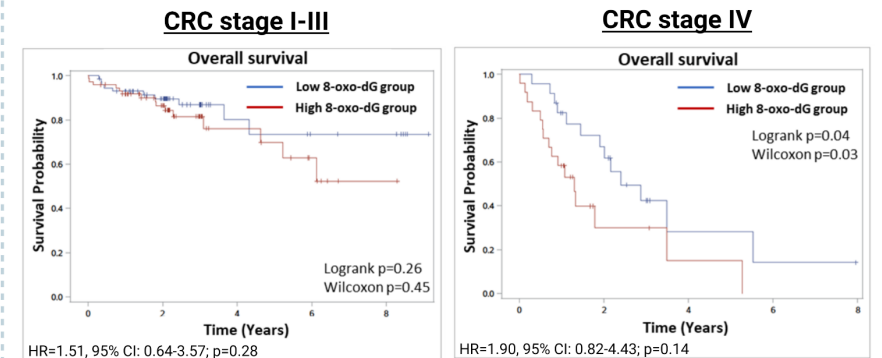 CRC stage I-III
Overall survival
Low 8-oxo-dG group
High 8-oxo-dG group
Survival Probability
1.0
0.8
0.6
0.4
0.2
0.0
Logrank p=0.26
Wilcoxon p=0.45
0 2 4 6 8
Time (Years)
HR=1.51, 95% CI: 0.64-3.57; p=0.28
CRC stage IV
Overall survival
Low 8-oxo-dG group
High 8-oxo-dG group
Logrank p=0.04
Wilcoxon p=0.03
Survival Probability
1.0
0.8
0.6
0.4
0.2
0.0
0 2 4 6 8
Time (Years)
HR=1.90, 95% CI: 0.82-4.43; p=0.14